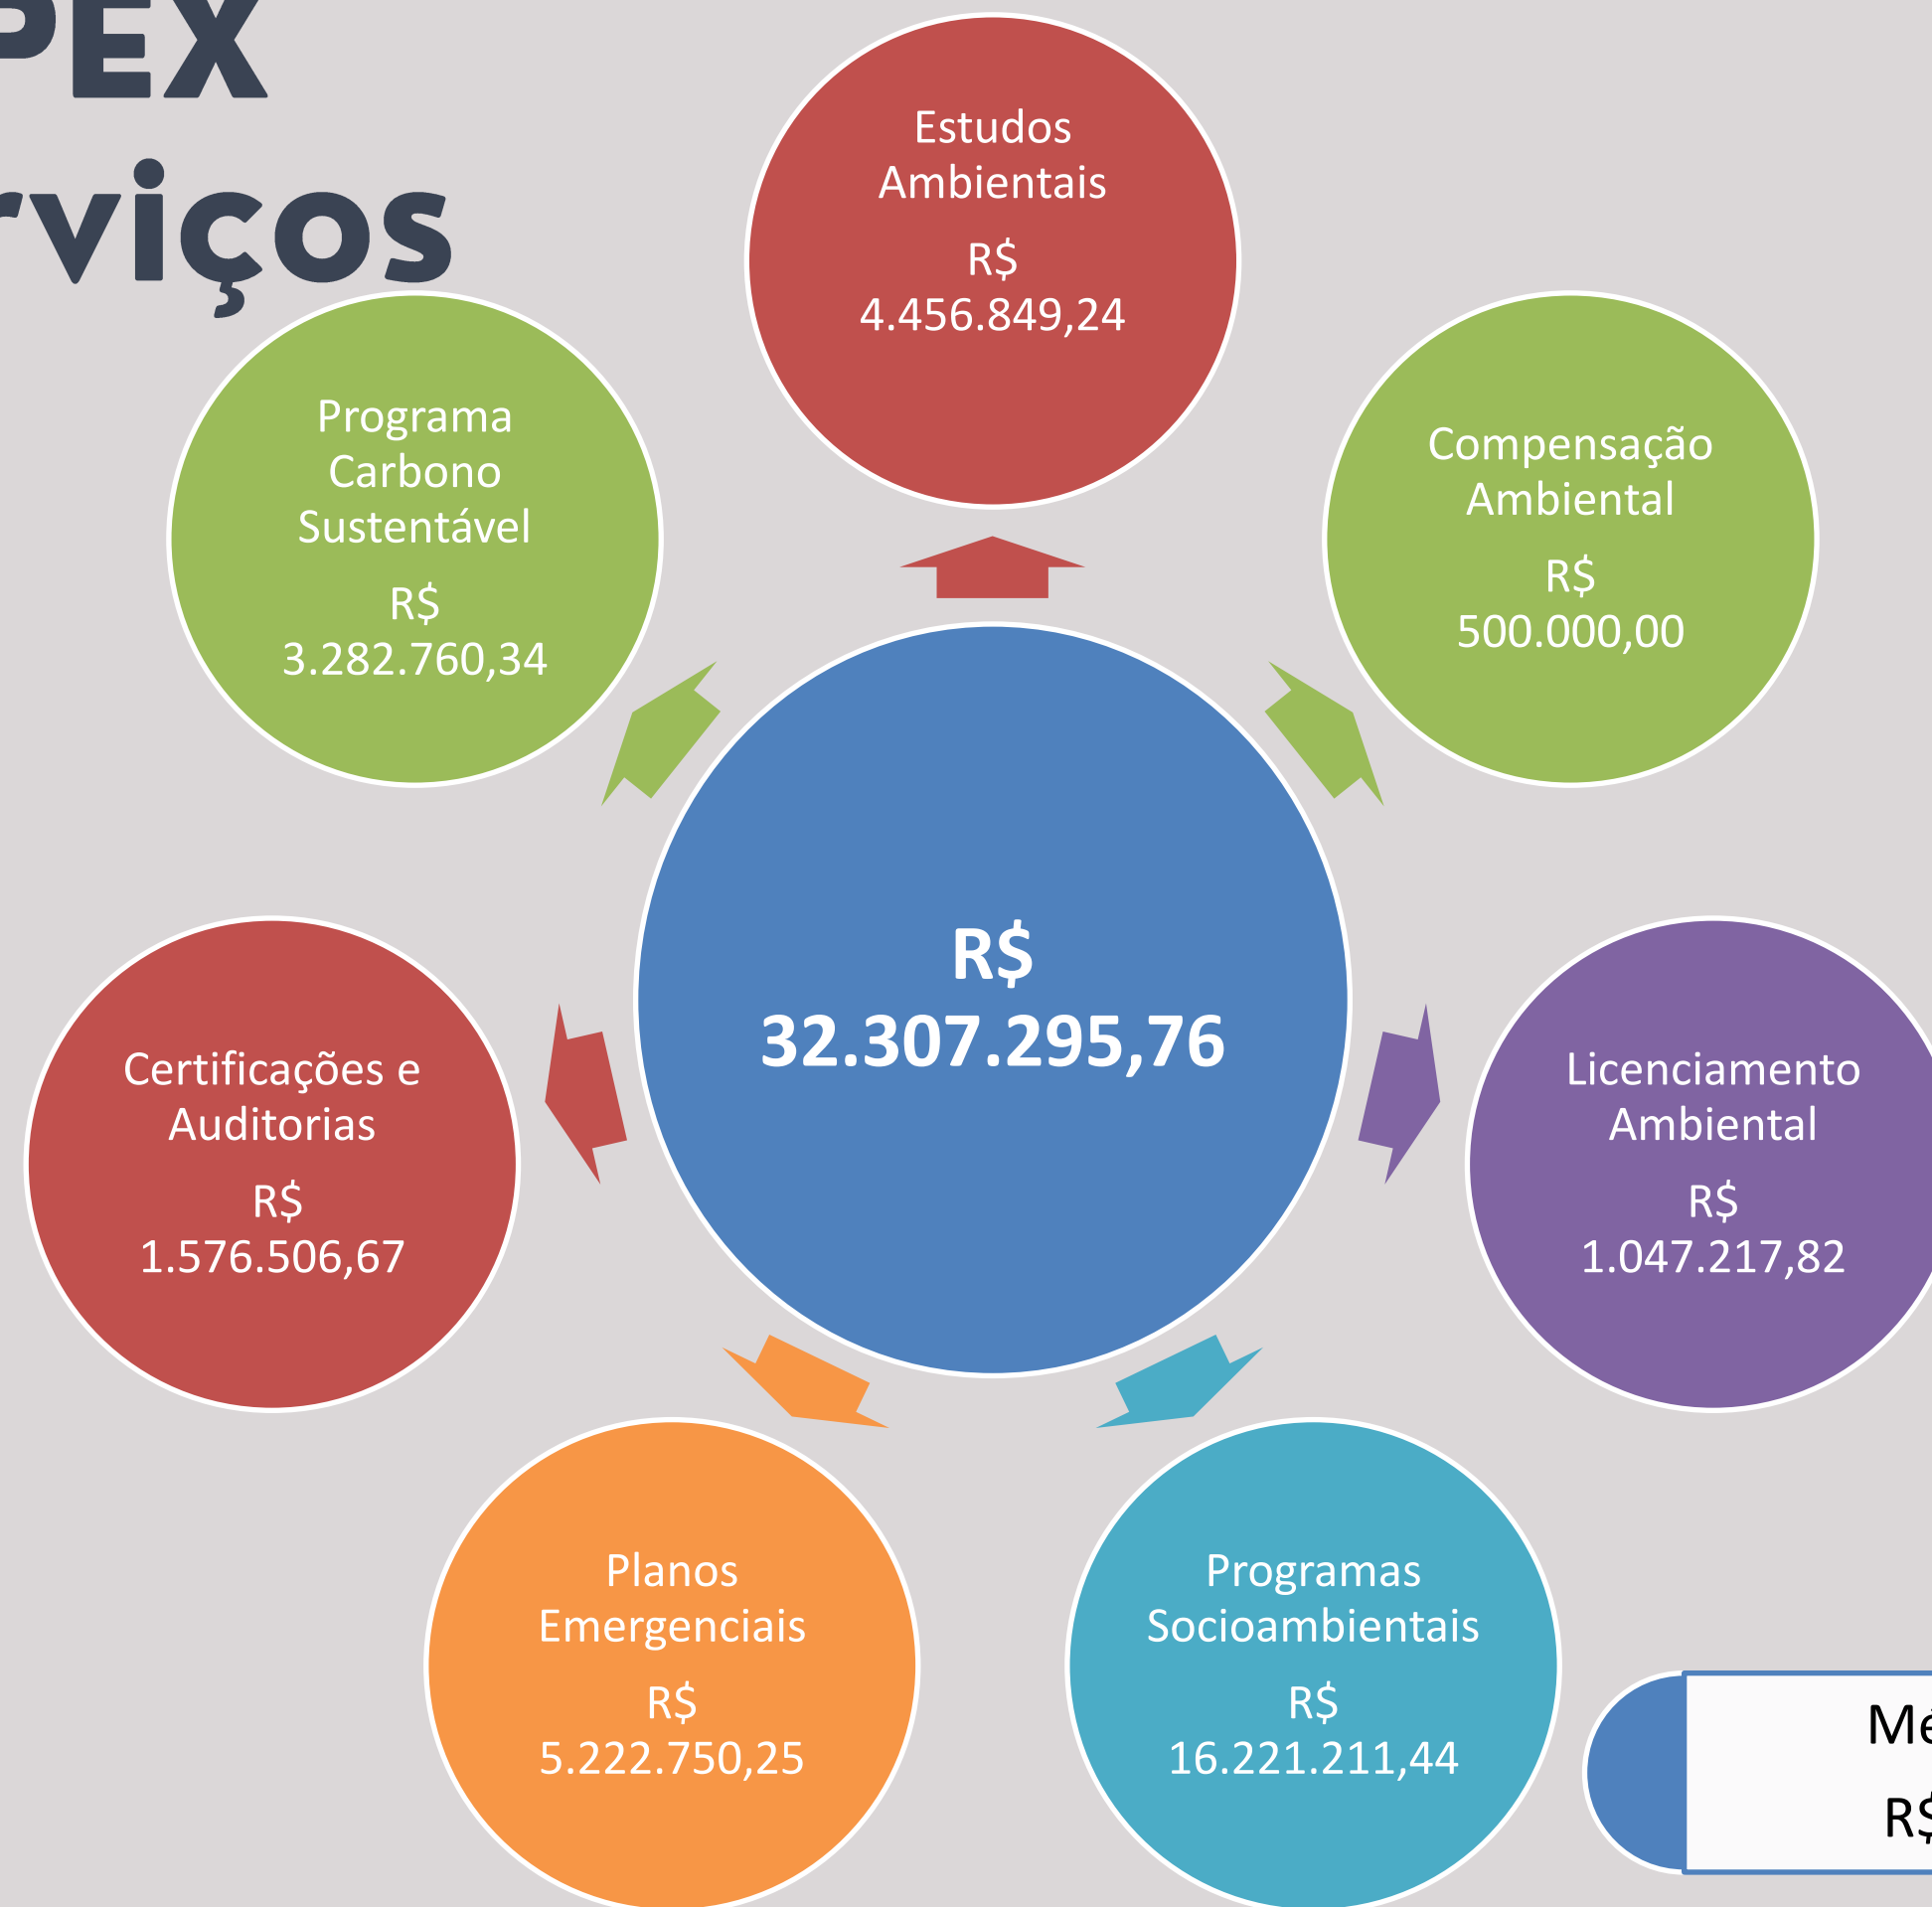 Estudos
Ambientais
R$
4.456.849,24
Compensação
Ambiental
R$
500.000,00
Licenciamento
Ambiental
R$
1.047.217,82
Programas
Socioambientais
R$
16.221.211,44
Planos
Emergenciais
R$
5.222.750,25
Certificações e
Auditorias
R$
1.576.506,67
Programa
Carbono
Sustentável
R$
3.282.760,34
R$
32.307.295,76